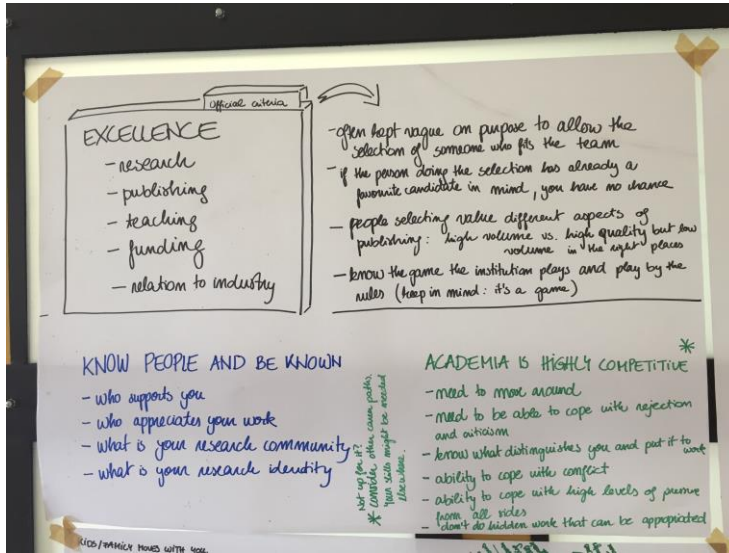 Official criteria
EXCELLENCE
- research
- publishing
- teaching
- funding
- relation to industry
- often kept vague on purpose to allow the
selection of someone who fits the team
- if the person doing the selection has already a
favourite candidate in mind, you have no chance
- people selecting value different aspects of
publishing: high volume vs. high quality but low
volume in the right places
- know the game the institution plays and play by the
rules (keep in mind: it's a game)
KNOW PEOPLE AND BE KNOWN
- who supports you
- who appreciates your work
- what is your research community
- what is your research identity
Not up for it?
* consider other career paths.
Your skills might be needed
elsewhere.
*
ACADEMIA IS HIGHLY COMPETITIVE
- need to move around
- need to be able to cope with rejection
and criticism
- know what distinguishes you and put it to work
- ability to cope with conflict
- ability to cope with high levels of pressure
from all sides
- don't do hidden work that can be appropriated
KIDS/FAMILY MOVES WITH YOU